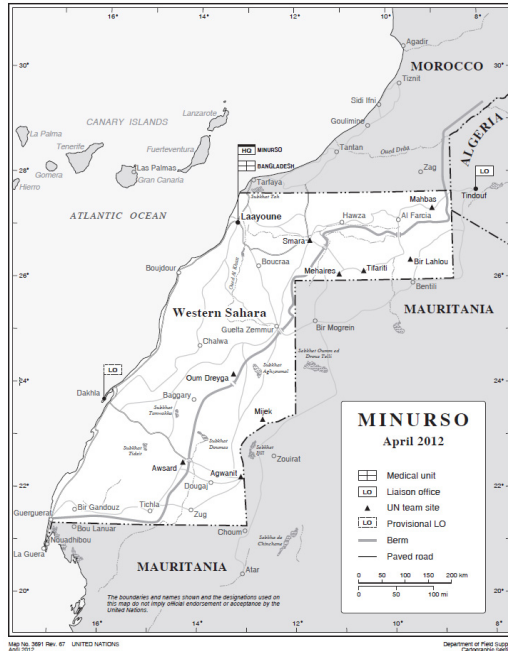 16°
14°
12°
10°
8°
Agadir
30°
30°
MOROCCO
Tiznit
Sidi Ifni
Lanzarote
CANARY ISLANDS
Goulimine
La Palma
Tenerife
Fuerteventura
HQ MINURSO
BANGLADESH
Tantan
Oued Drâa
ALGERIA
28°
Gomera
Las Palmas
Gran Canaria
Hierro
Zag
LO
28°
Tarfaya
Tindouf
ATLANTIC OCEAN
Laayoune
Mahbas
Hawza
Al Farcia
Smara
Boucraa
Bir Lahlou
Mehaires
Tifariti
26°
Boujdour
26°
Bentili
MAURITANIA
Western Sahara
Guelta Zemmur
Bir Mogrein
Chalwa
LO
24°
Dakhla
Oum Dreyga
24°
Baggary
Mijek
MINURSO
April 2012
Zouirat
Awsard
Agwanit
Medical unit
LO Liaison office
UN team site
LO Provisional LO
Berm
Paved road
22°
Dougaj
22°
Bir Gandouz
Tichla
Zug
Guerguerat
Bou Lanuar
Nouadhibou
Choum
La Guera
0 50 100 150 200 km
0 50 100 mi
MAURITANIA
Atar
20°
20°
The boundaries and names shown and the designations used on
this map do not imply official endorsement or acceptance by the
United Nations.
16°
14°
12°
10°
8°
Map No. 3691 Rev. 67 UNITED NATIONS
April 2012
Department of Field Supp
Cartographic Secti